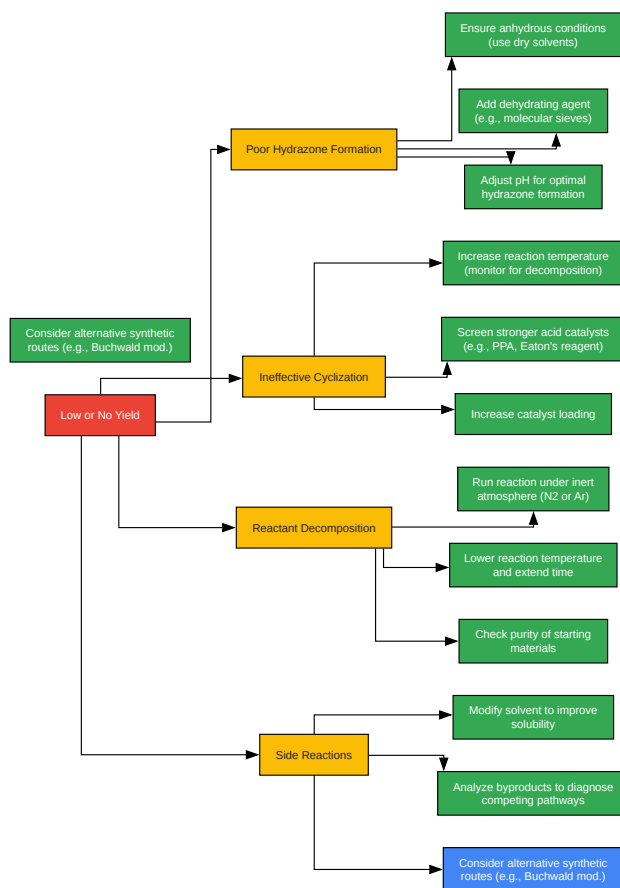 Ensure anhydrous conditions
(use dry solvents)
Add dehydrating agent
(e.g., molecular sieves)
Poor Hydrazone Formation
Adjust pH for optimal
hydrazone formation
Increase reaction temperature
(monitor for decomposition)
Consider alternative synthetic
routes (e.g., Buchwald mod.)
Screen stronger acid catalysts
(e.g., PPA, Eaton's reagent)
Ineffective Cyclization
Low or No Yield
Increase catalyst loading
Run reaction under inert
atmosphere (N2 or Ar)
Reactant Decomposition
Lower reaction temperature
and extend time
Check purity of starting
materials
Modify solvent to improve
solubility
Side Reactions
Analyze byproducts to diagnose
competing pathways
Consider alternative synthetic
routes (e.g., Buchwald mod.)